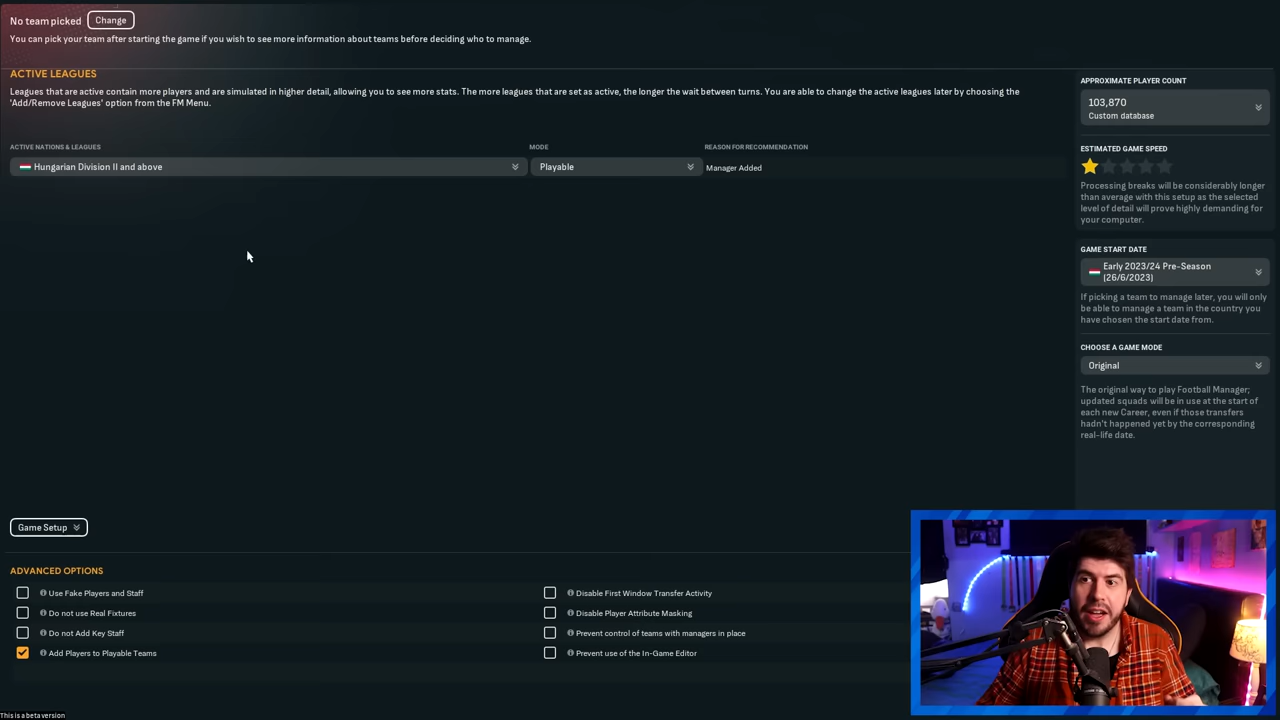 No team picked
Change
You can pick your team after starting the game if you wish to see more information about teams before deciding who to manage.
ACTIVE LEAGUES
Leagues that are active contain more players and are simulated in higher detail, allowing you to see more stats. The more leagues that are set as active, the longer the wait between turns. You are able to change the active leagues later by choosing the
'Add/Remove Leagues' option from the FM Menu.
ACTIVE NATIONS & LEAGUES
MODE
REASON FOR RECOMMENDATION
Hungarian Division II and above
Playable
Manager Added
APPROXIMATE PLAYER COUNT
103,870
Custom database
ESTIMATED GAME SPEED
Processing breaks will be considerably longer
than average with this setup as the selected
level of detail will prove highly demanding for
your computer.
GAME START DATE
Early 2023/24 Pre-Season
(26/6/2023)
If picking a team to manage later, you will only
be able to manage a team in the country you
have chosen the start date from.
CHOOSE A GAME MODE
Original
The original way to play Football Manager;
updated squads will be in use at the start of
each new Career, even if those transfers
hadn't happened yet by the corresponding
real-life date.
Game Setup
ADVANCED OPTIONS
Use Fake Players and Staff
Disable First Window Transfer Activity
Do not use Real Fixtures
Disable Player Attribute Masking
Do not Add Key Staff
Prevent control of teams with managers in place
Add Players to Playable Teams
Prevent use of the In-Game Editor
This is a beta version